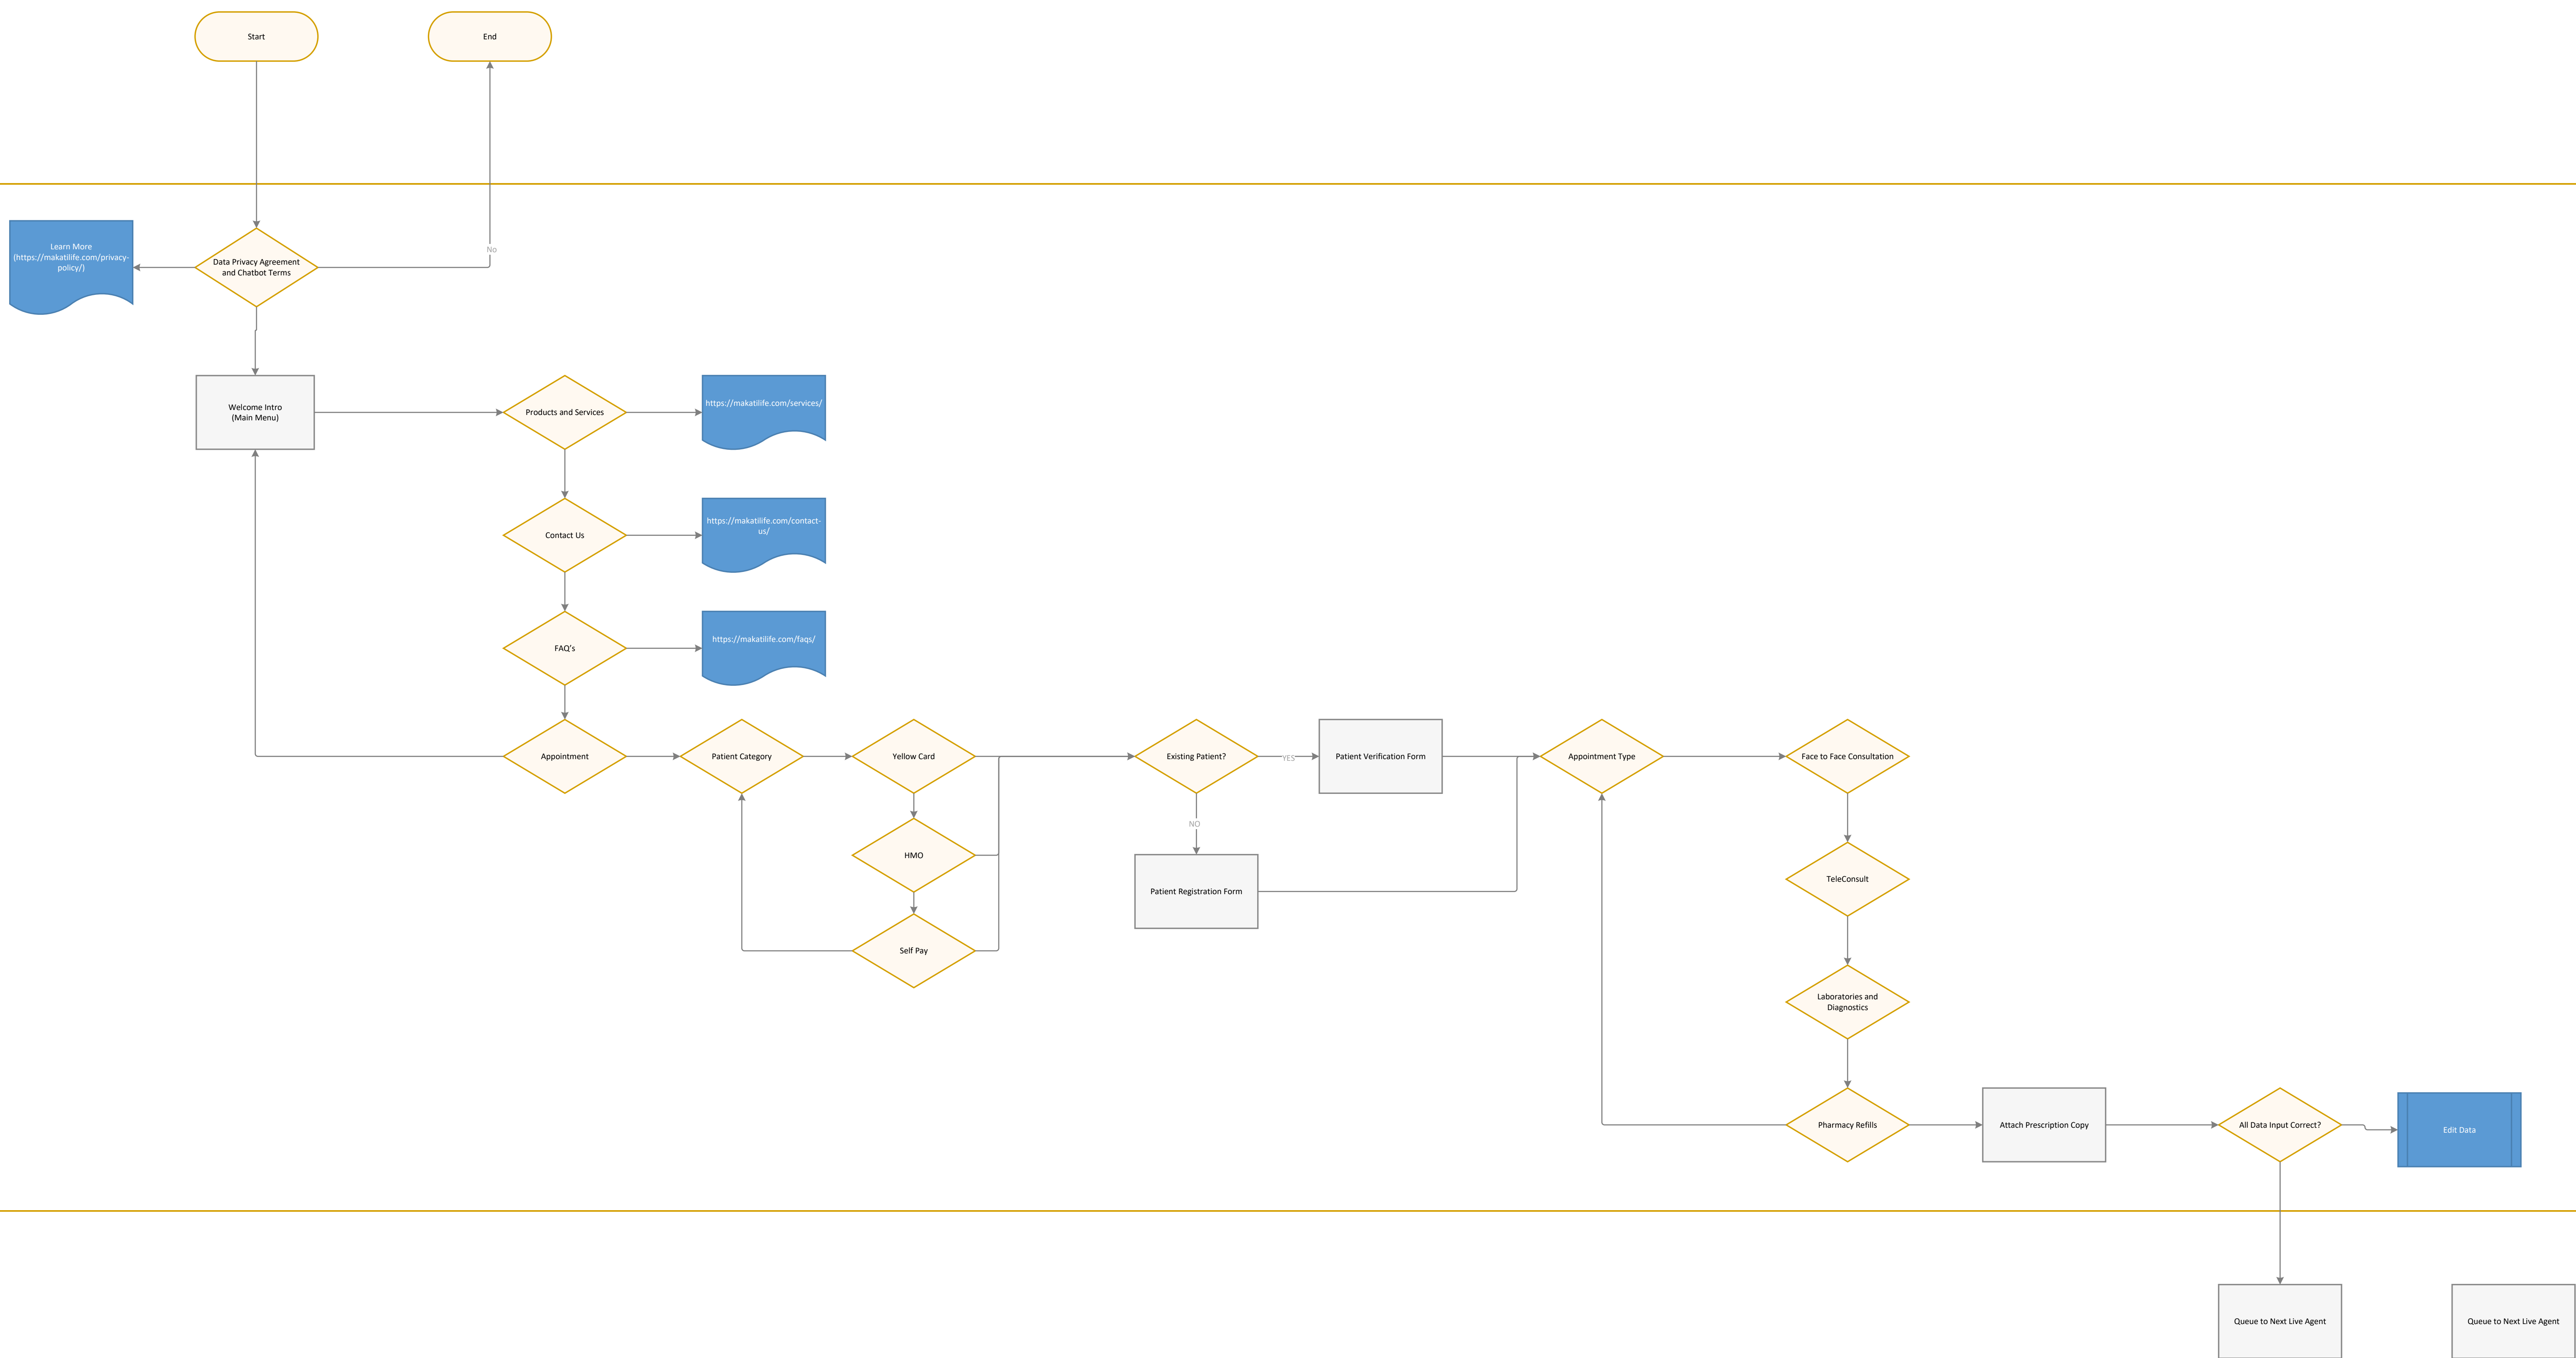 Start
End
No
Learn More
(https://makatilife.com/privacy-
policy/)
Data Privacy Agreement
and Chatbot Terms
Welcome Intro
(Main Menu)
Products and Services
https://makatilife.com/services/
Contact Us
https://makatilife.com/contact-
us/
FAQ's
https://makatilife.com/faqs/
Appointment
Patient Category
Yellow Card
Existing Patient?
YES
Patient Verification Form
Appointment Type
Face to Face Consultation
NO
HMO
TeleConsult
Patient Registration Form
Self Pay
Laboratories and
Diagnostics
Pharmacy Refills
Attach Prescription Copy
All Data Input Correct?
Edit Data
Queue to Next Live Agent
Queue to Next Live Agent